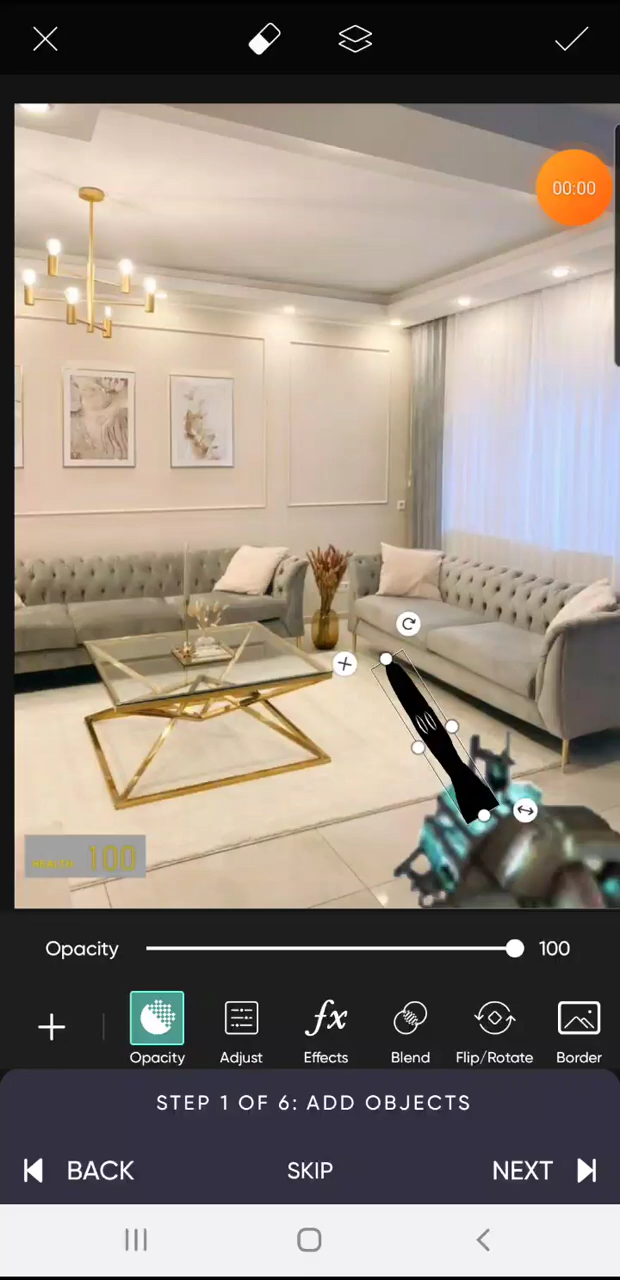 00:00
HEALTH 100
Opacity 100
Opacity Adjust Effects Blend Flip/Rotate Border
STEP 1 OF 6: ADD OBJECTS
BACK SKIP NEXT